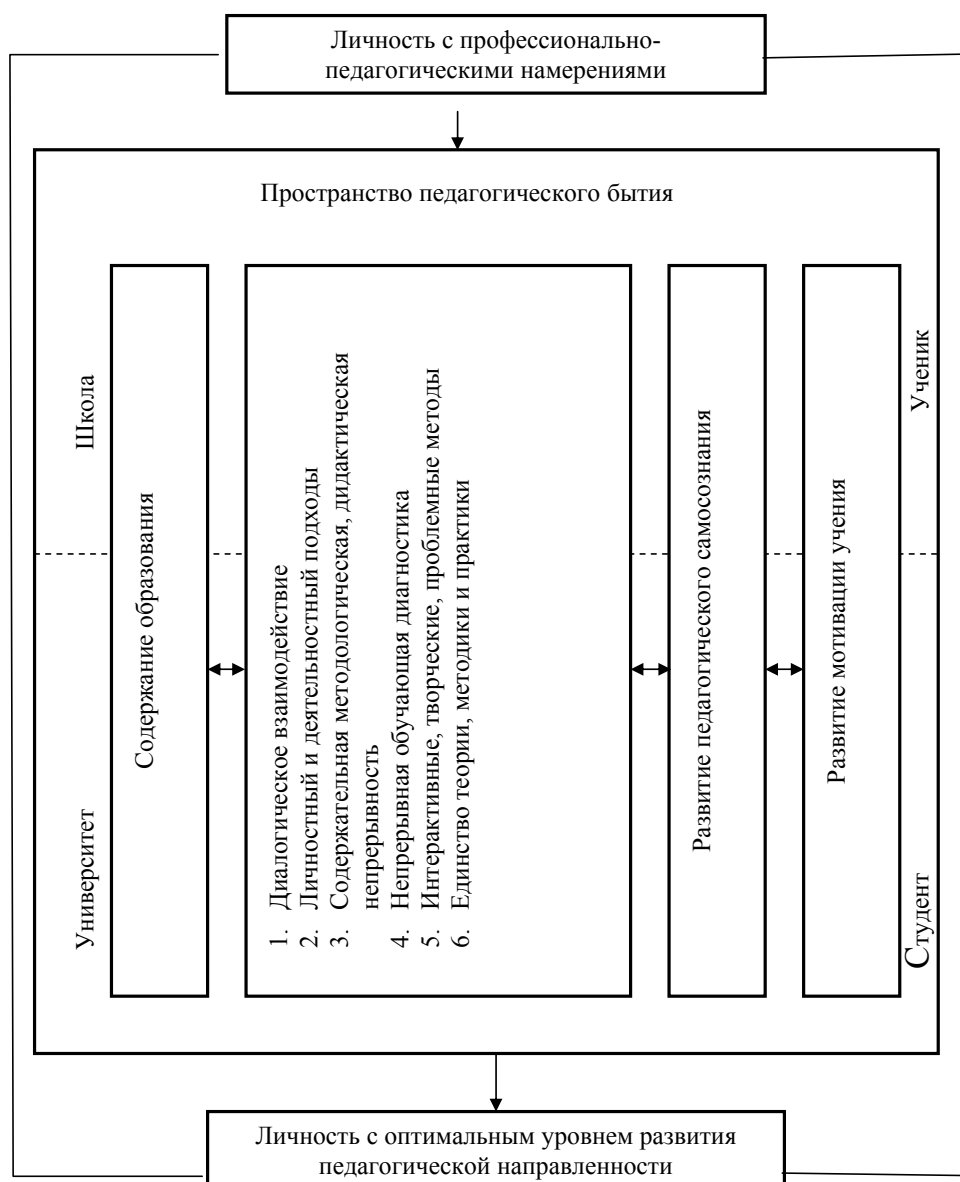 Личность с профессионально-
педагогическими намерениями
Пространство педагогического бытия
Школа
Университет
Содержание образования
1. Диалогическое взаимодействие
2. Личностный и деятельностный подходы
3. Содержательная методологическая, дидактическая
непрерывность
4. Непрерывная обучающая диагностика
5. Интерактивные, творческие, проблемные методы
6. Единство теории, методики и практики
Развитие педагогического самосознания
Развитие мотивации учения
Ученик
Студент
Личность с оптимальным уровнем развития
педагогической направленности